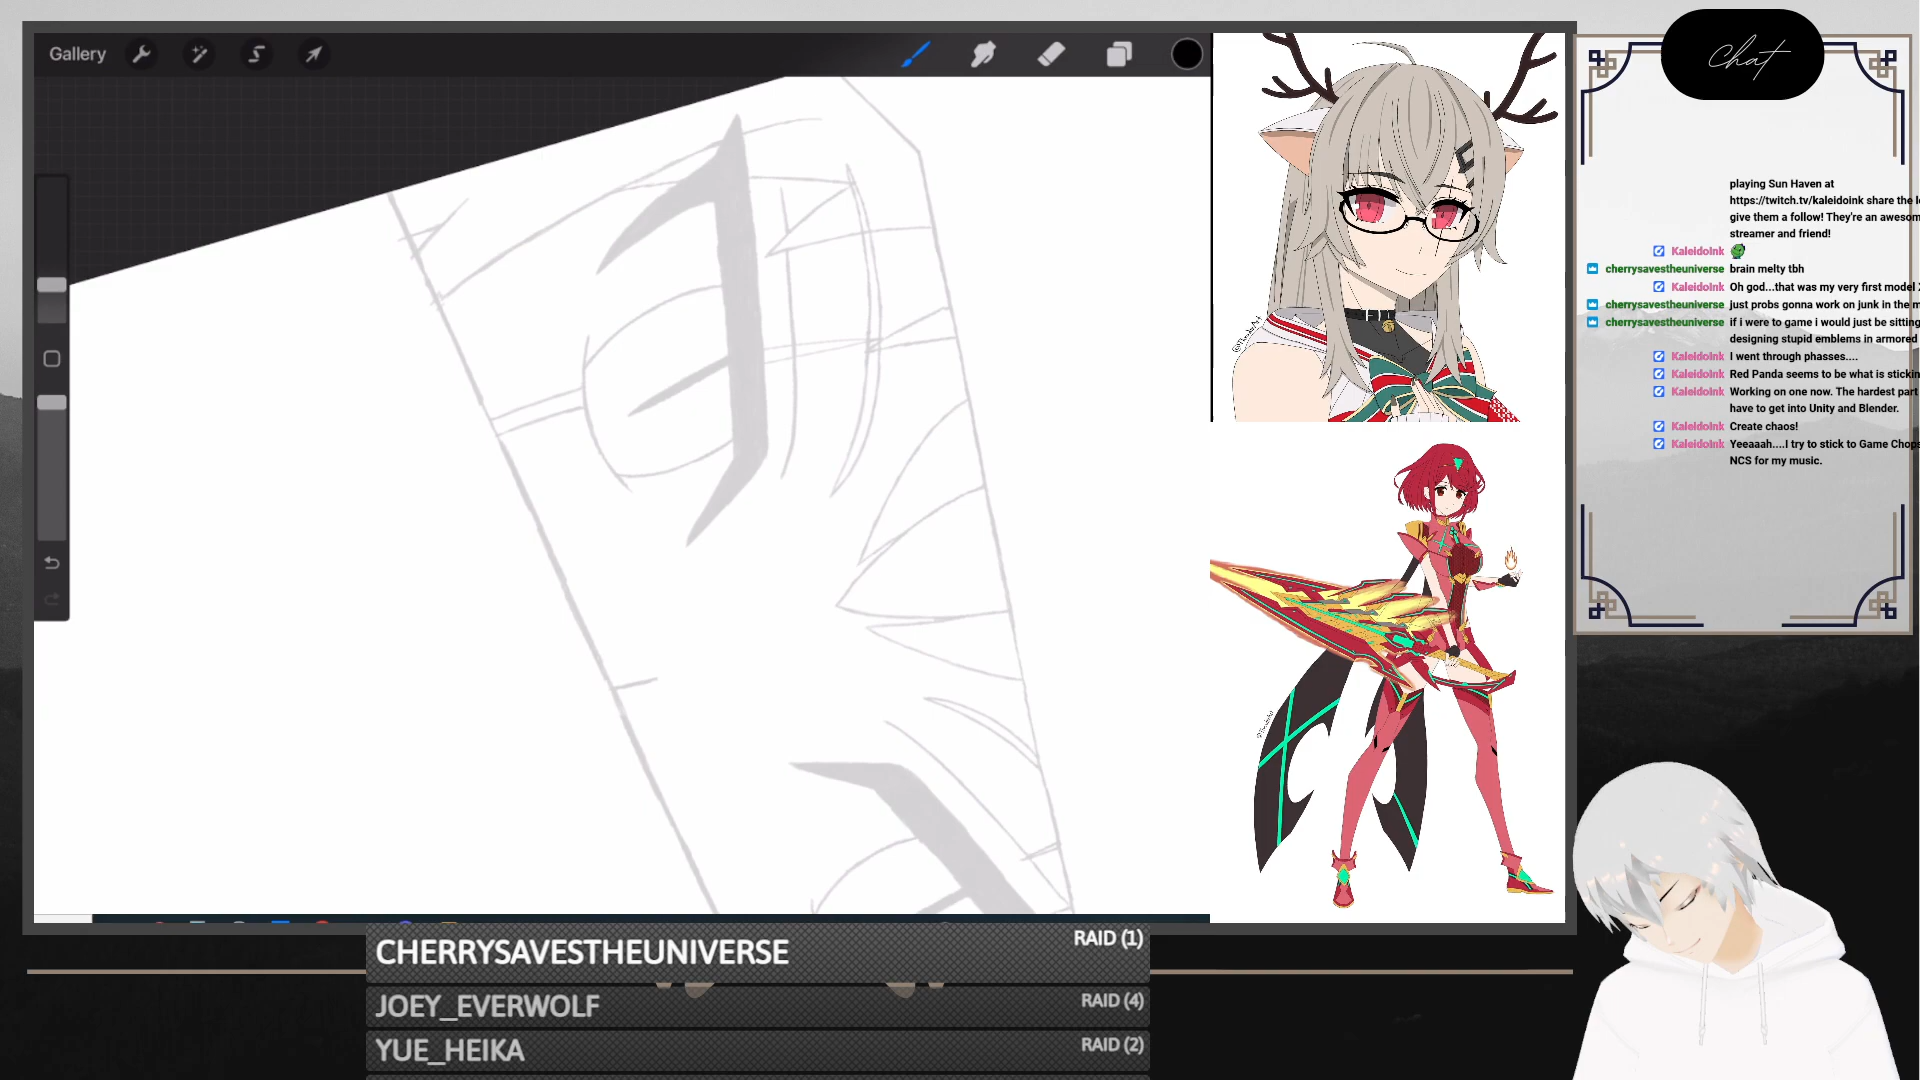 Gallery
Chat
playing Sun Haven at
https://twitch.tv/kaleidoink share the l
give them a follow! They're an awesom
streamer and friend!
KaleidoInk
cherrysavestheuniverse brain melty tbh
KaleidoInk Oh god...that was my very first model
cherrysavestheuniverse just probs gonna work on junk in the m
cherrysavestheuniverse if i were to game i would just be sitting
designing stupid emblems in armored
KaleidoInk I went through phasses....
KaleidoInk Red Panda seems to be what is stickin
KaleidoInk Working on one now. The hardest part
have to get into Unity and Blender.
KaleidoInk Create chaos!
KaleidoInk Yeeaaah....I try to stick to Game Chops
NCS for my music.
CHERRYSAVESTHEUNIVERSE RAID (1)
JOEY_EVERWOLF RAID (4)
YUE_HEIKA RAID (2)